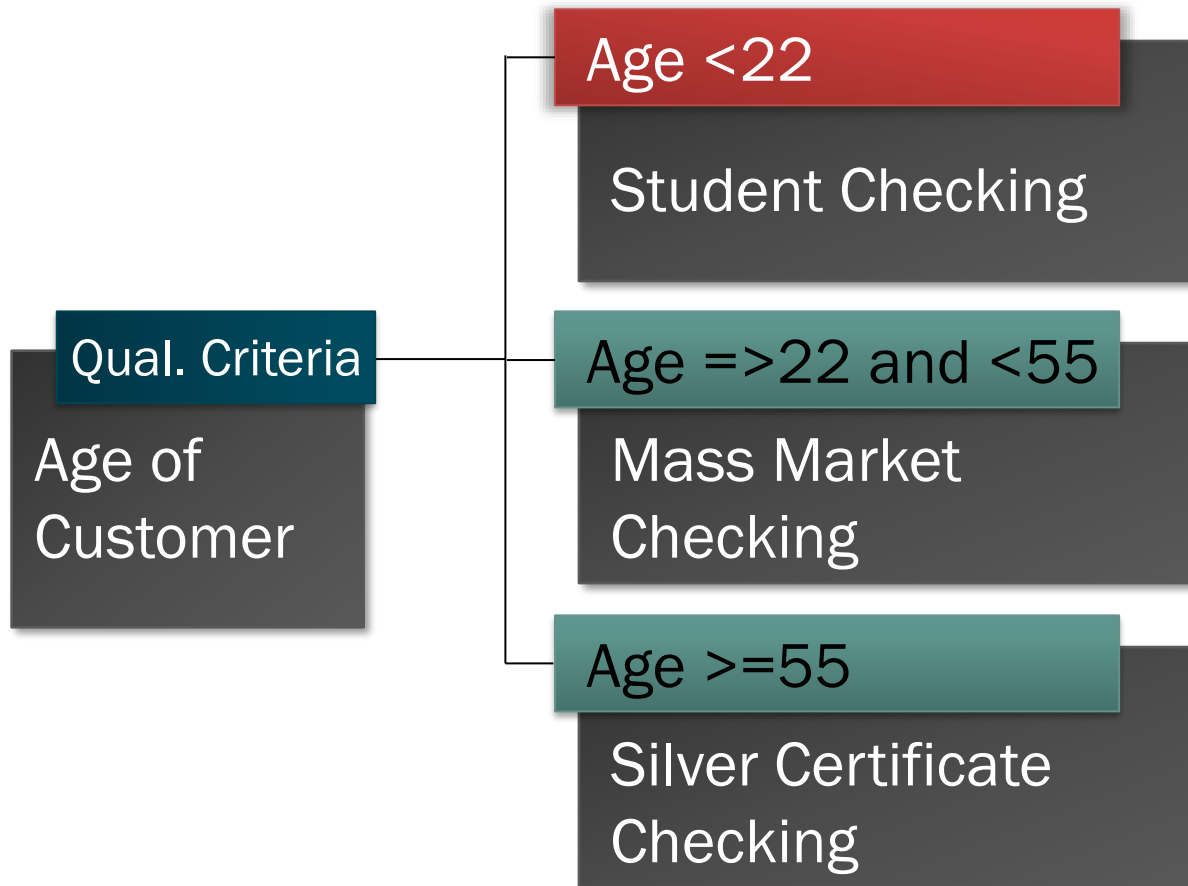 Qual. Criteria
Age of
Customer
Age <22
Student Checking
Age =>22 and <55
Mass Market
Checking
Age >=55
Silver Certificate
Checking